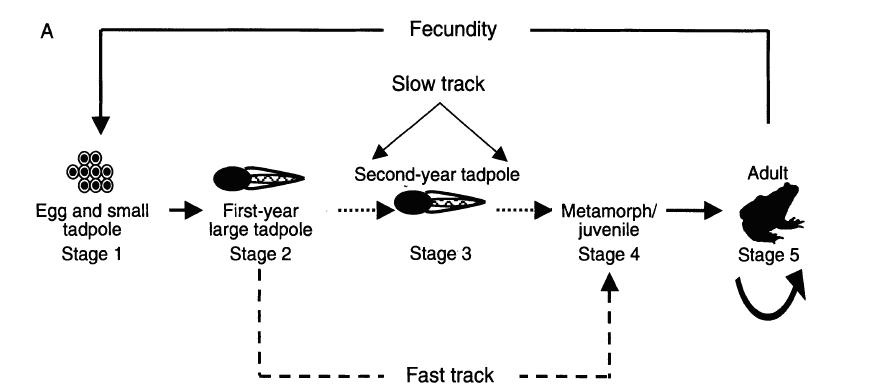 A
Fecundity
Slow track
Second-year tadpole
Adult
Egg and small
tadpole
Stage 1
First-year
large tadpole
Stage 2
Stage 3
Metamorph/
juvenile
Stage 4
Stage 5
Fast track